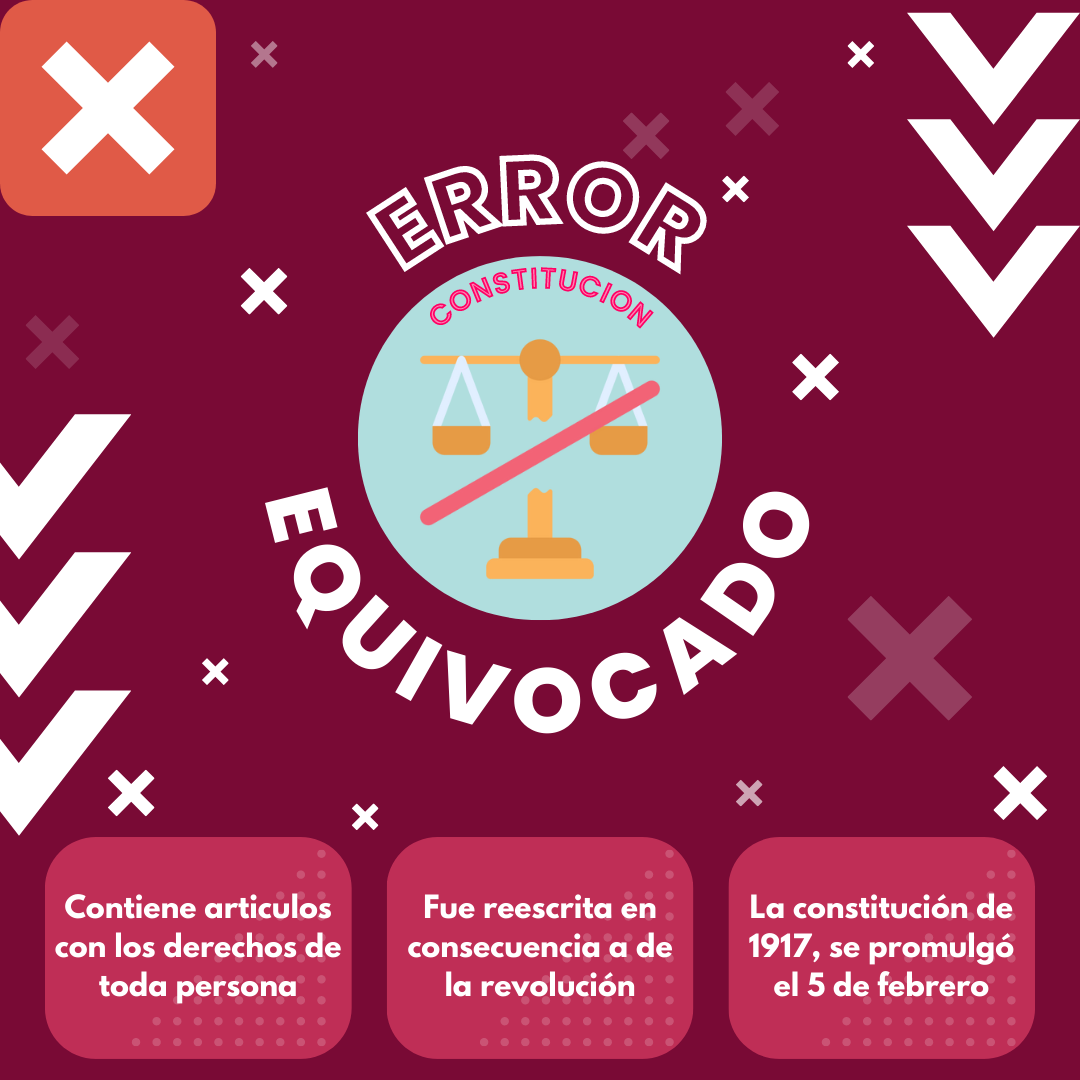 ERROR
CONSTITUCION
EQUIVOCADO
Contiene articulos
con los derechos de
toda persona
Fue reescrita en
consecuencia a de
la revolución
La constitución de
1917, se promulgó
el 5 de febrero